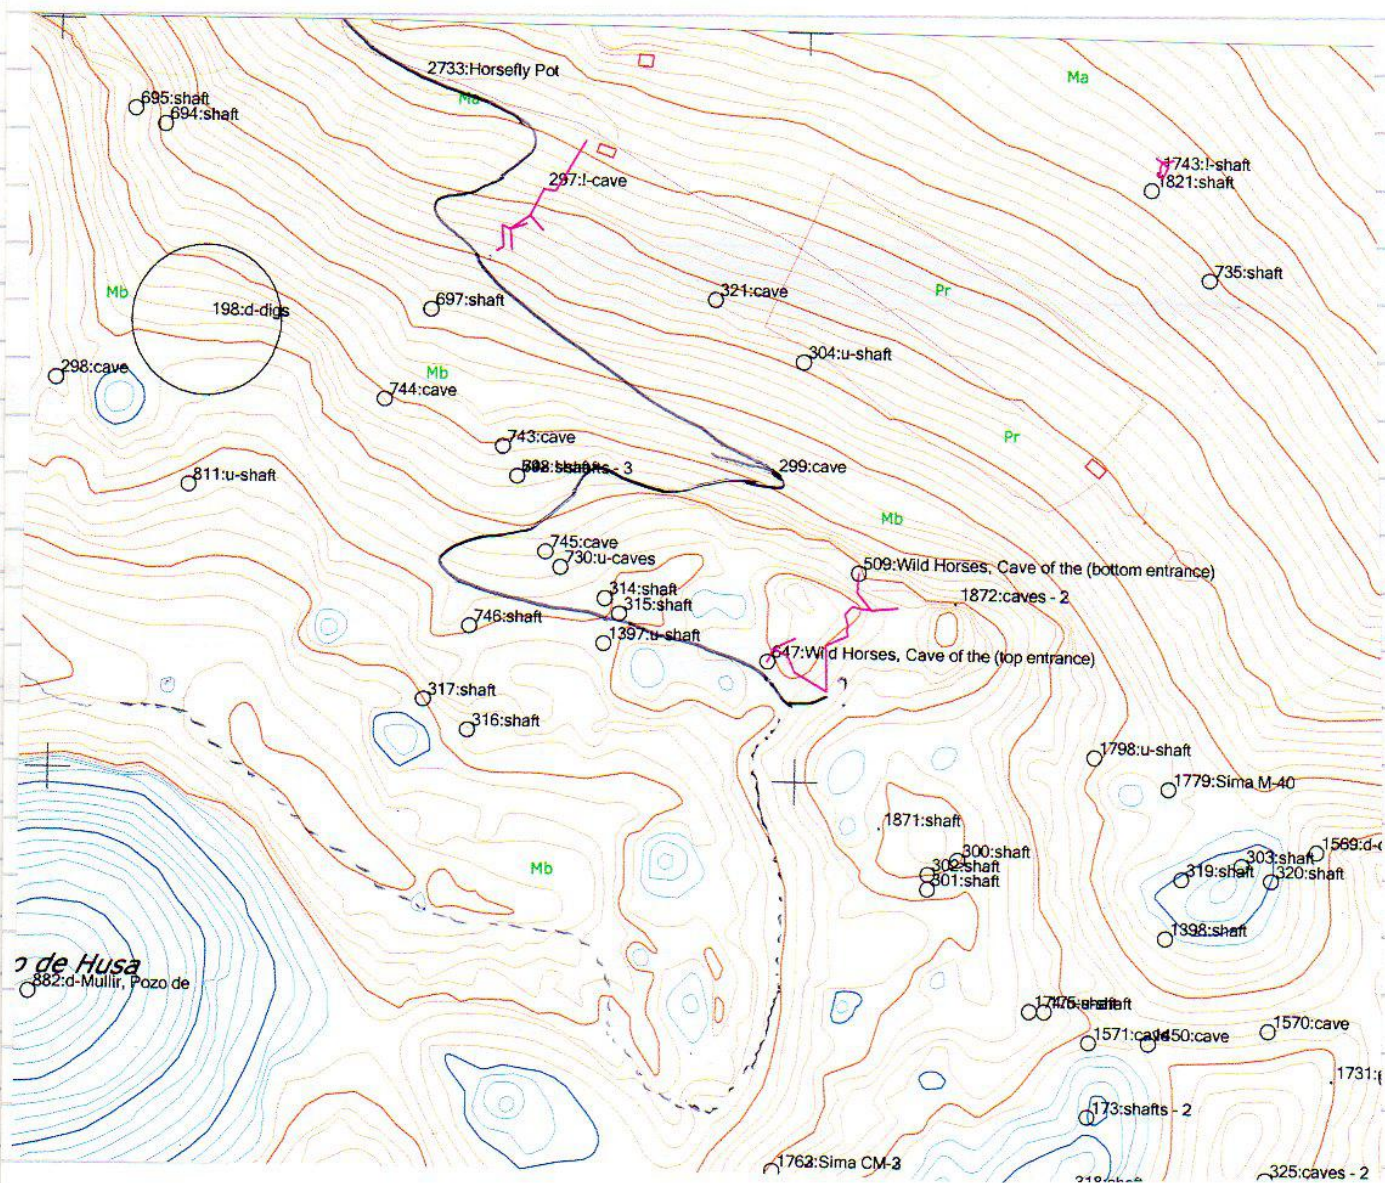 2733:Horsefly Pot
Ma
Ma
695:shaft
694:shaft
1743:!-shaft
1821:shaft
297:!-cave
735:shaft
Mb
321:cave
Pr
697:shaft
198:d-digs
304:u-shaft
298:cave
Mb
744:cave
Pr
743:cave
299:cave
811:u-shaft
Mb
745:cave
730:u-caves
509:Wild Horses, Cave of the (bottom entrance)
314:shaft
1872:caves - 2
315:shaft
746:shaft
1397:u-shaft
647:Wild Horses, Cave of the (top entrance)
317:shaft
316:shaft
1798:u-shaft
1779:Sima M-40
1871:shaft
300:shaft
303:shaft
302:shaft
319:shaft
320:shaft
Mb
301:shaft
1398:shaft
de Husa
882:d-Mullir, Pozo de
1570:cave
1571:cave
1450:cave
1731:
173:shafts - 2
Sima CM-3
325:caves - 2